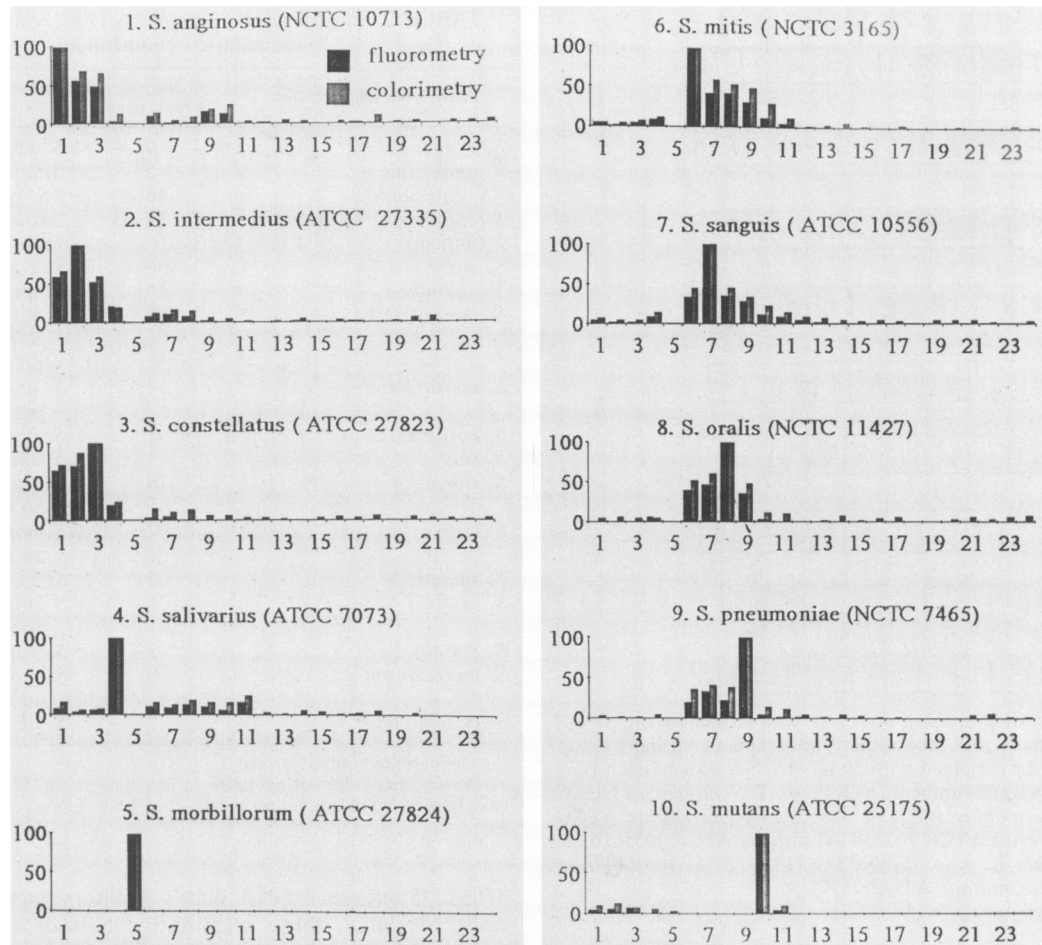 1. S. anginosus (NCTC 10713)
100
50
0
fluorometry
colorimetry
1 3 5 7 9 11 13 15 17 19 21 23
2. S. intermedius (ATCC 27335)
100
50
0
1 3 5 7 9 11 13 15 17 19 21 23
3. S. constellatus ( ATCC 27823)
100
50
0
1 3 5 7 9 11 13 15 17 19 21 23
4. S. salivarius (ATCC 7073)
100
50
0
1 3 5 7 9 11 13 15 17 19 21 23
5. S. morbillorum ( ATCC 27824)
100
50
0
1 3 5 7 9 11 13 15 17 19 21 23
6. S. mitis ( NCTC 3165)
100
50
0
1 3 5 7 9 11 13 15 17 19 21 23
7. S. sanguis ( ATCC 10556)
100
50
0
1 3 5 7 9 11 13 15 17 19 21 23
8. S. oralis (NCTC 11427)
100
50
0
1 3 5 7 9 11 13 15 17 19 21 23
9. S. pneumoniae (NCTC 7465)
100
50
0
1 3 5 7 9 11 13 15 17 19 21 23
10. S. mutans (ATCC 25175)
100
50
0
1 3 5 7 9 11 13 15 17 19 21 23